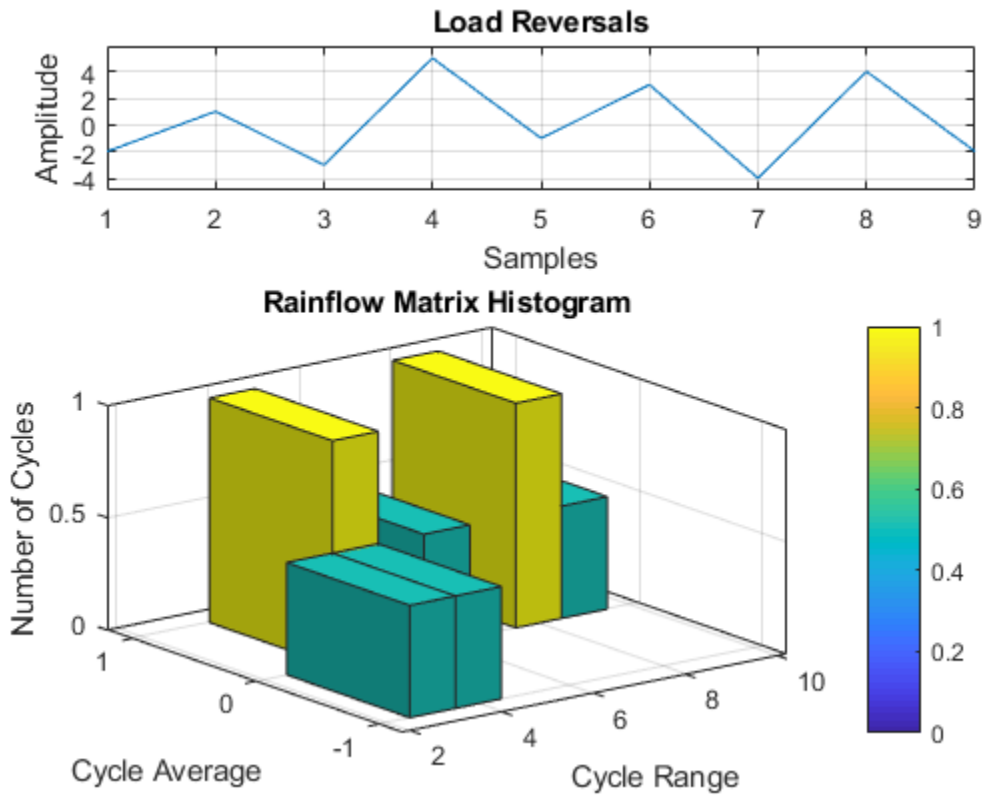 Load Reversals
Amplitude
4
2
0
-2
-4
1 2 3 4 5 6 7 8 9
Samples
Rainflow Matrix Histogram
Number of Cycles
1
0.5
0
1
0
-1
Cycle Average
2
4
6
8
10
Cycle Range
1
0.8
0.6
0.4
0.2
0